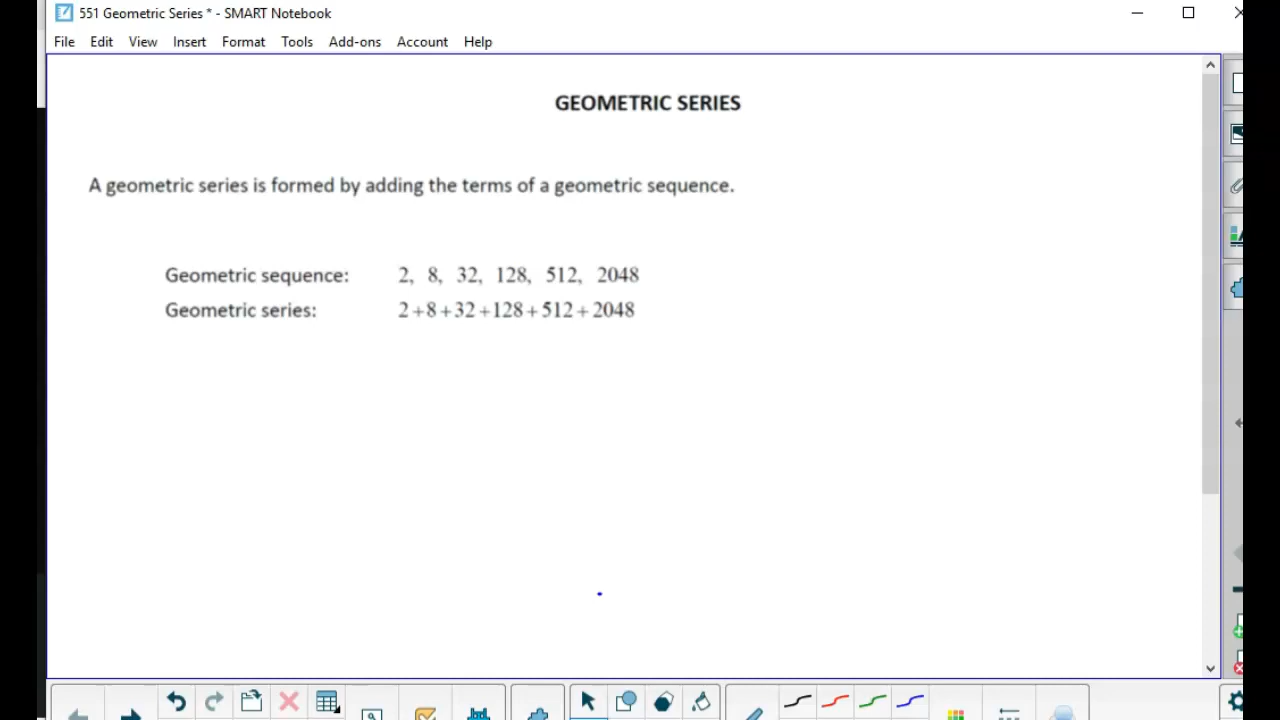 551 Geometric Series * - SMART Notebook
File Edit View Insert Format Tools Add-ons Account Help
GEOMETRIC SERIES
A geometric series is formed by adding the terms of a geometric sequence.
Geometric sequence: 2, 8, 32, 128, 512, 2048
Geometric series: 2+8+32+128+512+2048